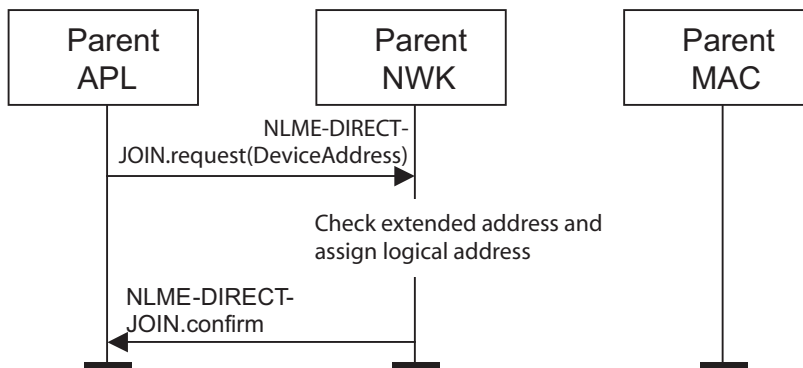 Parent
APL
Parent
NWK
Parent
MAC
NLME-DIRECT-
JOIN.request(DeviceAddress)
Check extended address and
assign logical address
NLME-DIRECT-
JOIN.confirm